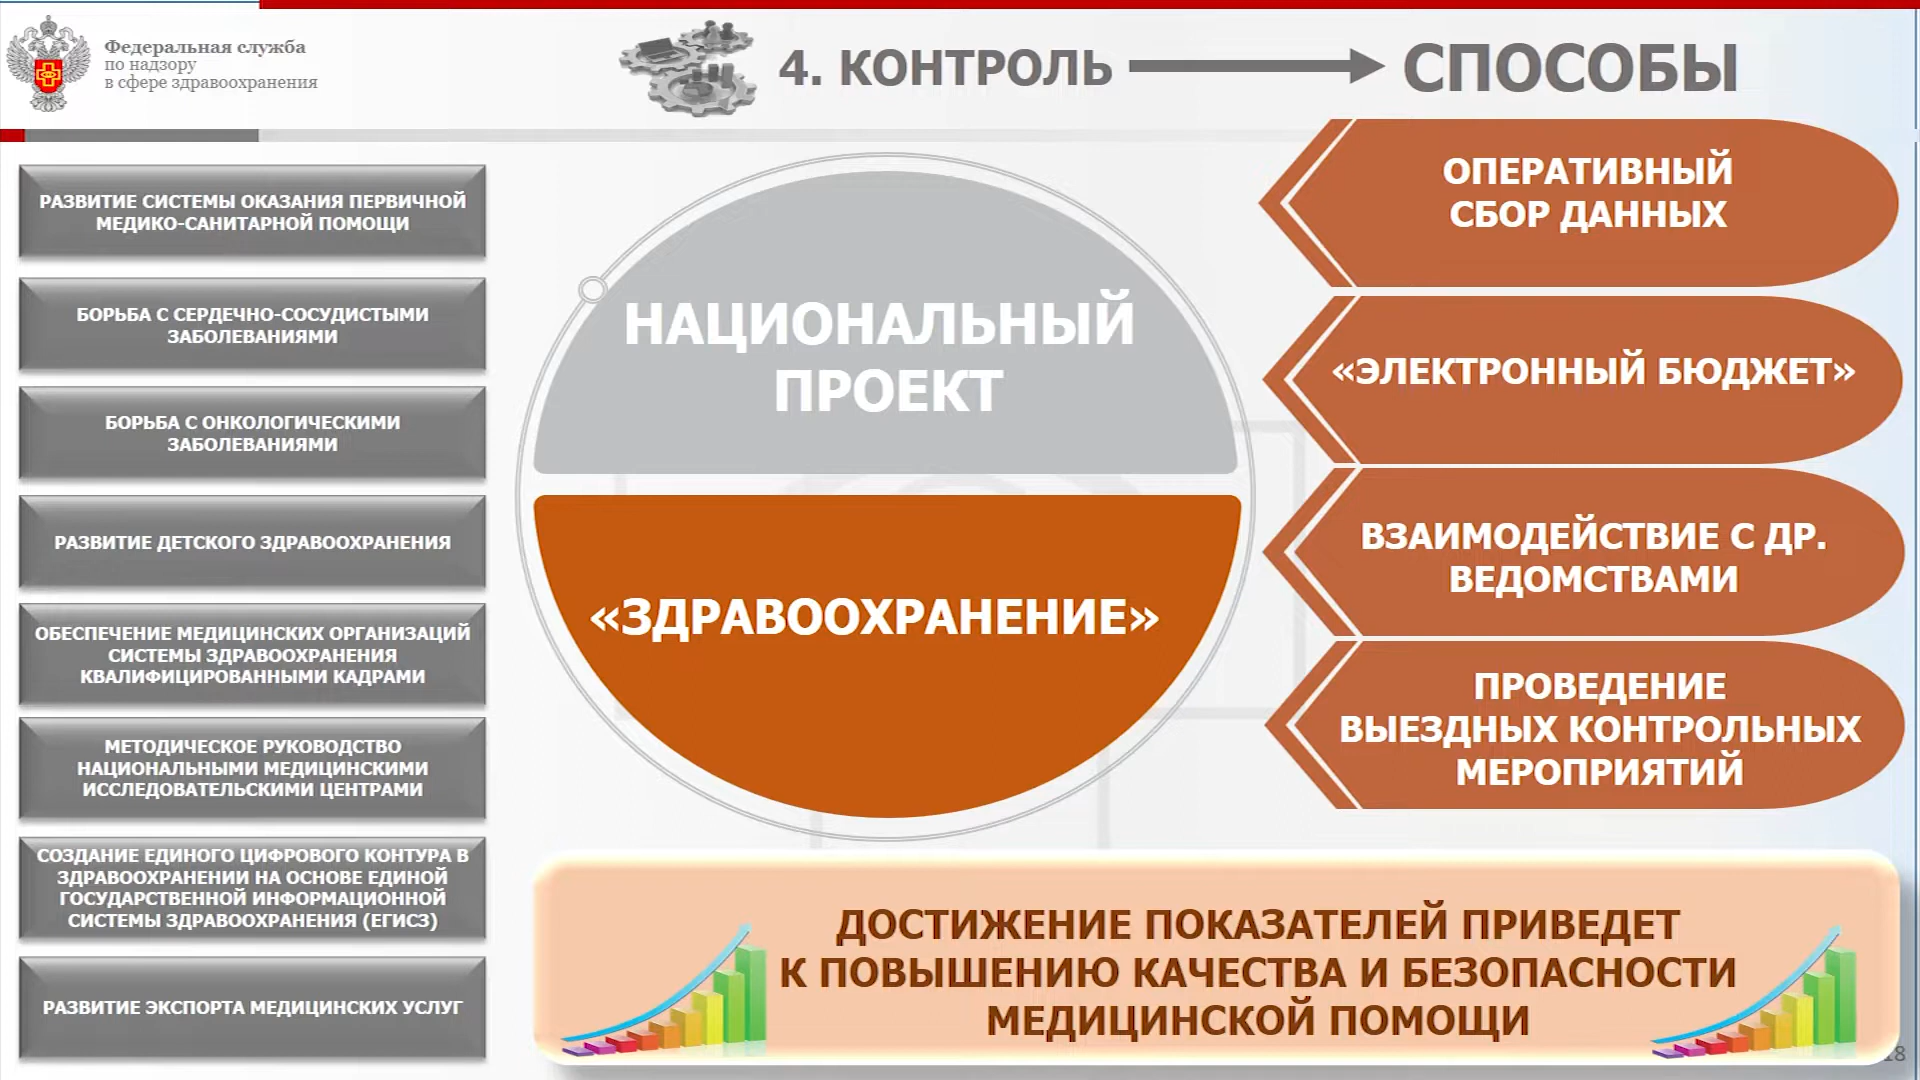 Федеральная служба
по надзору
в сфере здравоохранения
4. КОНТРОЛЬ
СПОСОБЫ
РАЗВИТИЕ СИСТЕМЫ ОКАЗАНИЯ ПЕРВИЧНОЙ
МЕДИКО-САНИТАРНОЙ ПОМОЩИ
БОРЬБА С СЕРДЕЧНО-СОСУДИСТЫМИ
ЗАБОЛЕВАНИЯМИ
БОРЬБА С ОНКОЛОГИЧЕСКИМИ
ЗАБОЛЕВАНИЯМИ
РАЗВИТИЕ ДЕТСКОГО ЗДРАВООХРАНЕНИЯ
ОБЕСПЕЧЕНИЕ МЕДИЦИНСКИХ ОРГАНИЗАЦИЙ
СИСТЕМЫ ЗДРАВООХРАНЕНИЯ
КВАЛИФИЦИРОВАННЫМИ КАДРАМИ
МЕТОДИЧЕСКОЕ РУКОВОДСТВО
НАЦИОНАЛЬНЫМИ МЕДИЦИНСКИМИ
ИССЛЕДОВАТЕЛЬСКИМИ ЦЕНТРАМИ
СОЗДАНИЕ ЕДИНОГО ЦИФРОВОГО КОНТУРА В
ЗДРАВООХРАНЕНИИ НА ОСНОВЕ ЕДИНОЙ
ГОСУДАРСТВЕННОЙ ИНФОРМАЦИОННОЙ
СИСТЕМЫ ЗДРАВООХРАНЕНИЯ (ЕГИСЗ)
РАЗВИТИЕ ЭКСПОРТА МЕДИЦИНСКИХ УСЛУГ
НАЦИОНАЛЬНЫЙ
ПРОЕКТ
«ЗДРАВООХРАНЕНИЕ»
ОПЕРАТИВНЫЙ
СБОР ДАННЫХ
«ЭЛЕКТРОННЫЙ БЮДЖЕТ»
ВЗАИМОДЕЙСТВИЕ С ДР.
ВЕДОМСТВАМИ
ПРОВЕДЕНИЕ
ВЫЕЗДНЫХ КОНТРОЛЬНЫХ
МЕРОПРИЯТИЙ
ДОСТИЖЕНИЕ ПОКАЗАТЕЛЕЙ ПРИВЕДЕТ
К ПОВЫШЕНИЮ КАЧЕСТВА И БЕЗОПАСНОСТИ
МЕДИЦИНСКОЙ ПОМОЩИ
18